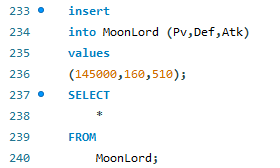 233 insert
234 into MoonLord (Pv,Def,Atk)
235 values
236 (145000,160,510);
237 SELECT
238 *
239 FROM
240 MoonLord;